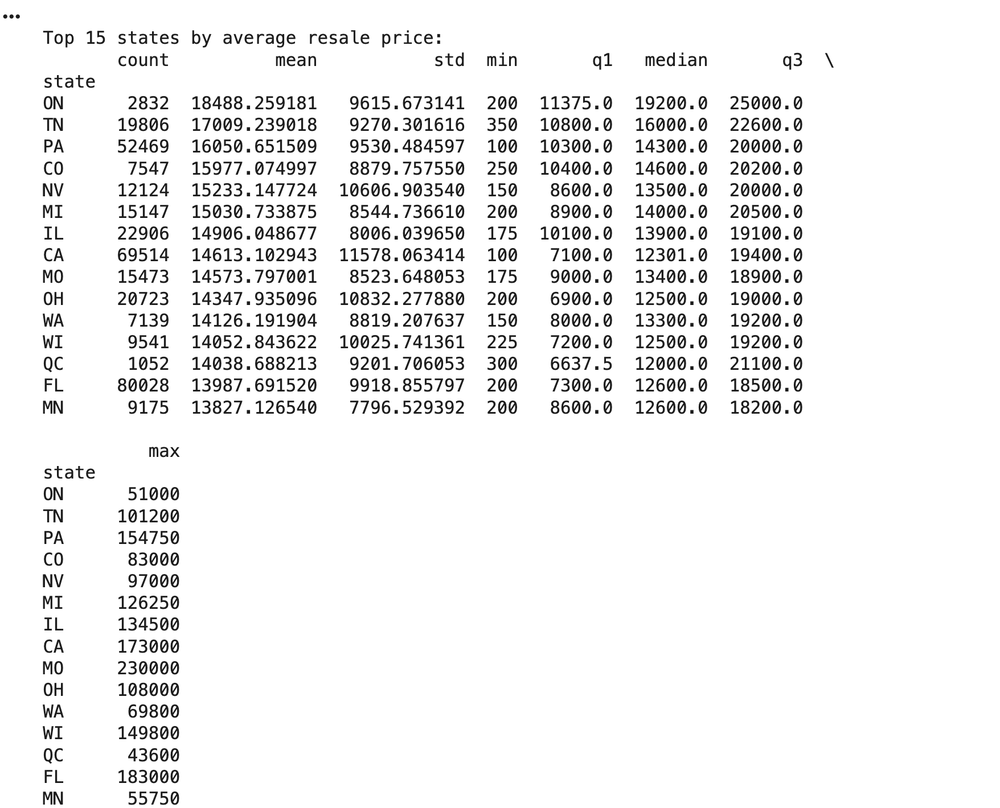 ...
Top 15 states by average resale price:
       count          mean           std  min       q1   median       q3  \
state
ON      2832  18488.259181   9615.673141  200  11375.0  19200.0  25000.0
TN     19806  17009.239018   9270.301616  350  10800.0  16000.0  22600.0
PA     52469  16050.651509   9530.484597  100  10300.0  14300.0  20000.0
CO      7547  15977.074997   8879.757550  250  10400.0  14600.0  20200.0
NV     12124  15233.147724  10606.903540  150   8600.0  13500.0  20000.0
MI     15147  15030.733875   8544.736610  200   8900.0  14000.0  20500.0
IL     22906  14906.048677   8006.039650  175  10100.0  13900.0  19100.0
CA     69514  14613.102943  11578.063414  100   7100.0  12301.0  19400.0
MO     15473  14573.797001   8523.648053  175   9000.0  13400.0  18900.0
OH     20723  14347.935096  10832.277880  200   6900.0  12500.0  19000.0
WA      7139  14126.191904   8819.207637  150   8000.0  13300.0  19200.0
WI      9541  14052.843622  10025.741361  225   7200.0  12500.0  19200.0
QC      1052  14038.688213   9201.706053  300   6637.5  12000.0  21100.0
FL     80028  13987.691520   9918.855797  200   7300.0  12600.0  18500.0
MN      9175  13827.126540   7796.529392  200   8600.0  12600.0  18200.0
          max
state
ON      51000
TN     101200
PA     154750
CO      83000
NV      97000
MI     126250
IL     134500
CA     173000
MO     230000
OH     108000
WA      69800
WI     149800
QC      43600
FL     183000
MN      55750